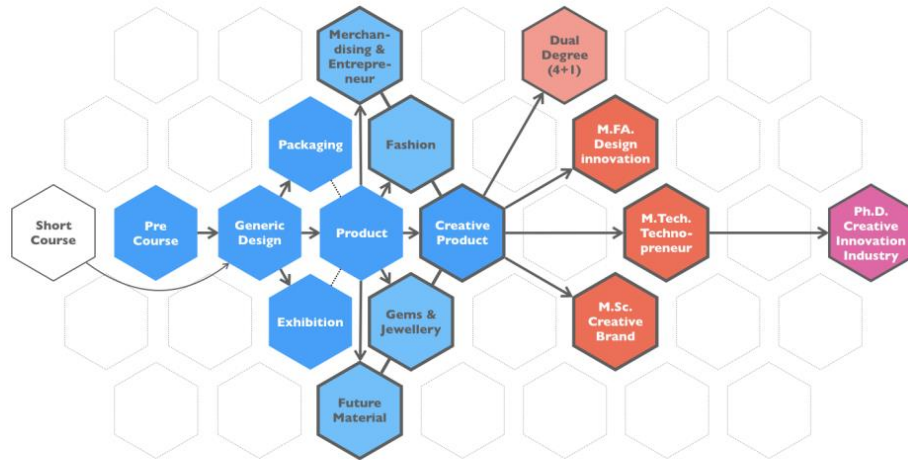 Merchan-
dising &
Entrepre-
neur
Dual
Degree
(4+1)
Packaging
Fashion
M.FA.
Design
innovation
Short
Course
Pre
Course
Generic
Design
Product
Creative
Product
M.Tech.
Techno-
preneur
Ph.D.
Creative
Innovation
Industry
Exhibition
Gems &
Jewellery
M.Sc.
Creative
Brand
Future
Material